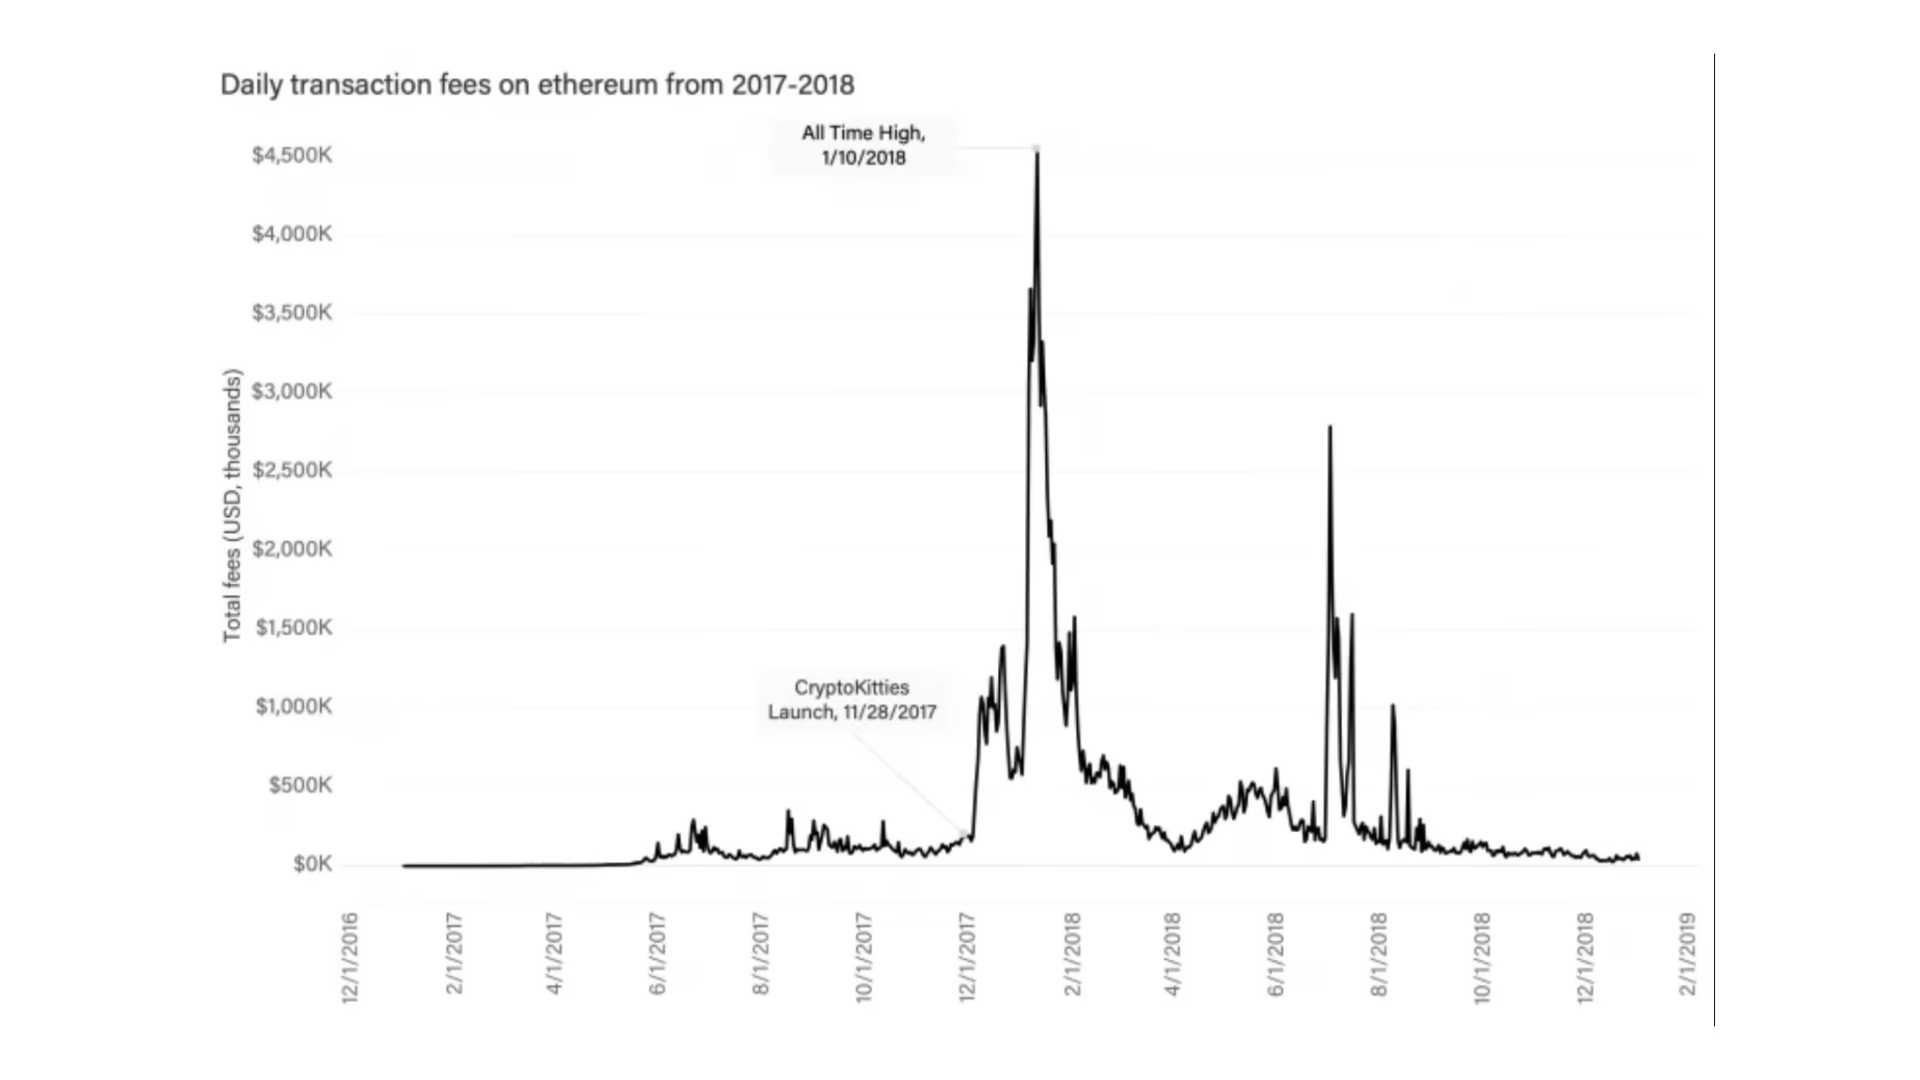 Daily transaction fees on ethereum from 2017-2018
All Time High,
1/10/2018
$4,500K
$4,000K
$3,500K
$3,000K
$2,500K
$2,000K
$1,500K
$1,000K
$500K
$0K
Total fees (USD, thousands)
CryptoKitties
Launch, 11/28/2017
12/1/2016
2/1/2017
4/1/2017
6/1/2017
8/1/2017
10/1/2017
12/1/2017
2/1/2018
4/1/2018
6/1/2018
8/1/2018
10/1/2018
12/1/2018
2/1/2019